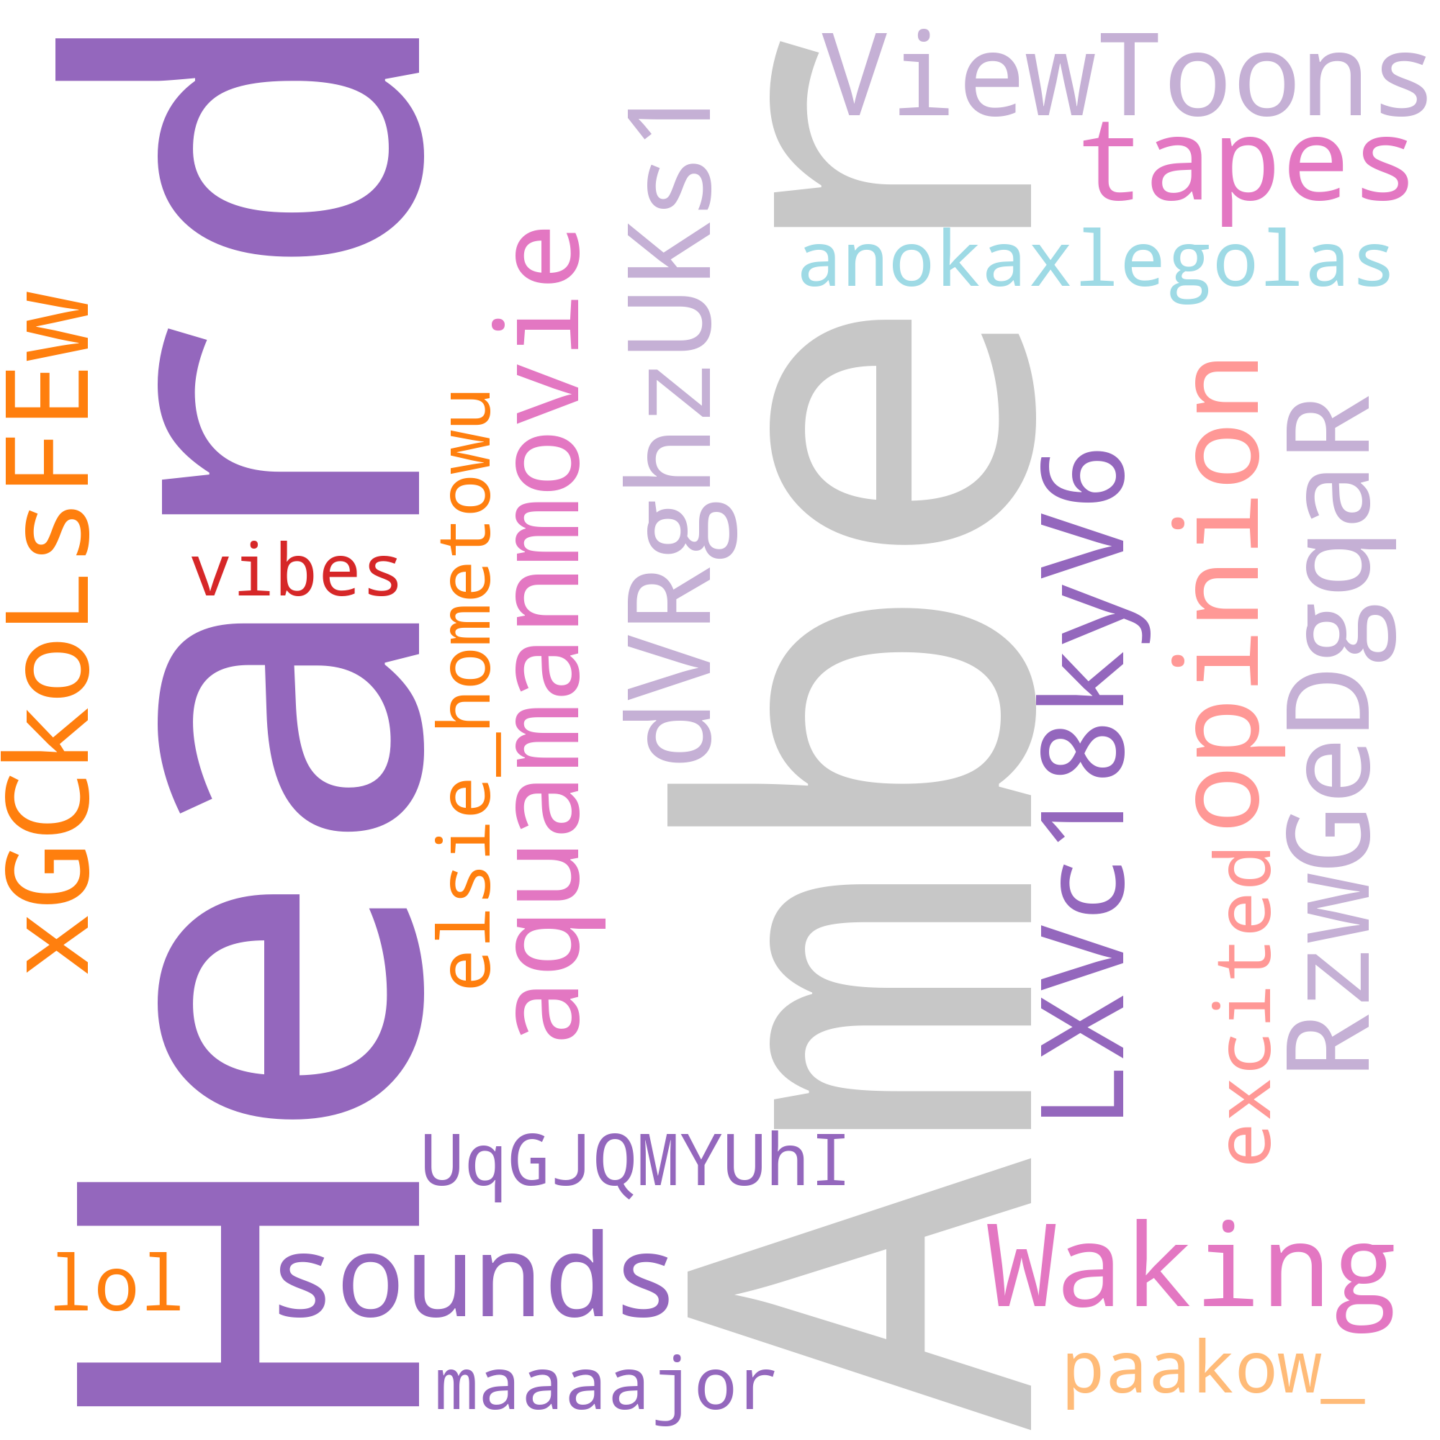 Heard
Amber
ViewToons
tapes
anokaxlegolas
xGCkoLsFEw
vibes
elsie_hometowu
aquamanmovie
dVRghzUKs1
LXVc18kyV6
opinion
excited
RzwGeDgqaR
UqGJQMYUhI
lol
sounds
Waking
maaaajor
paakow_